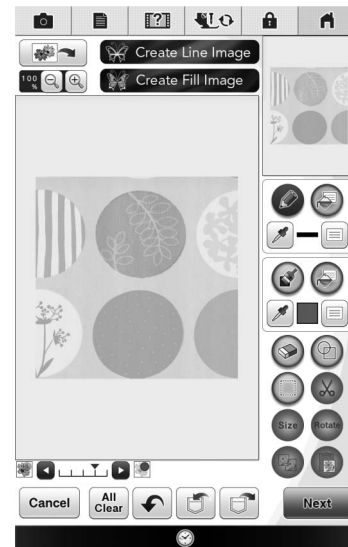 Create Line Image
100
%
Create Fill Image
Size
Rotate
Cancel
All
Clear
Next